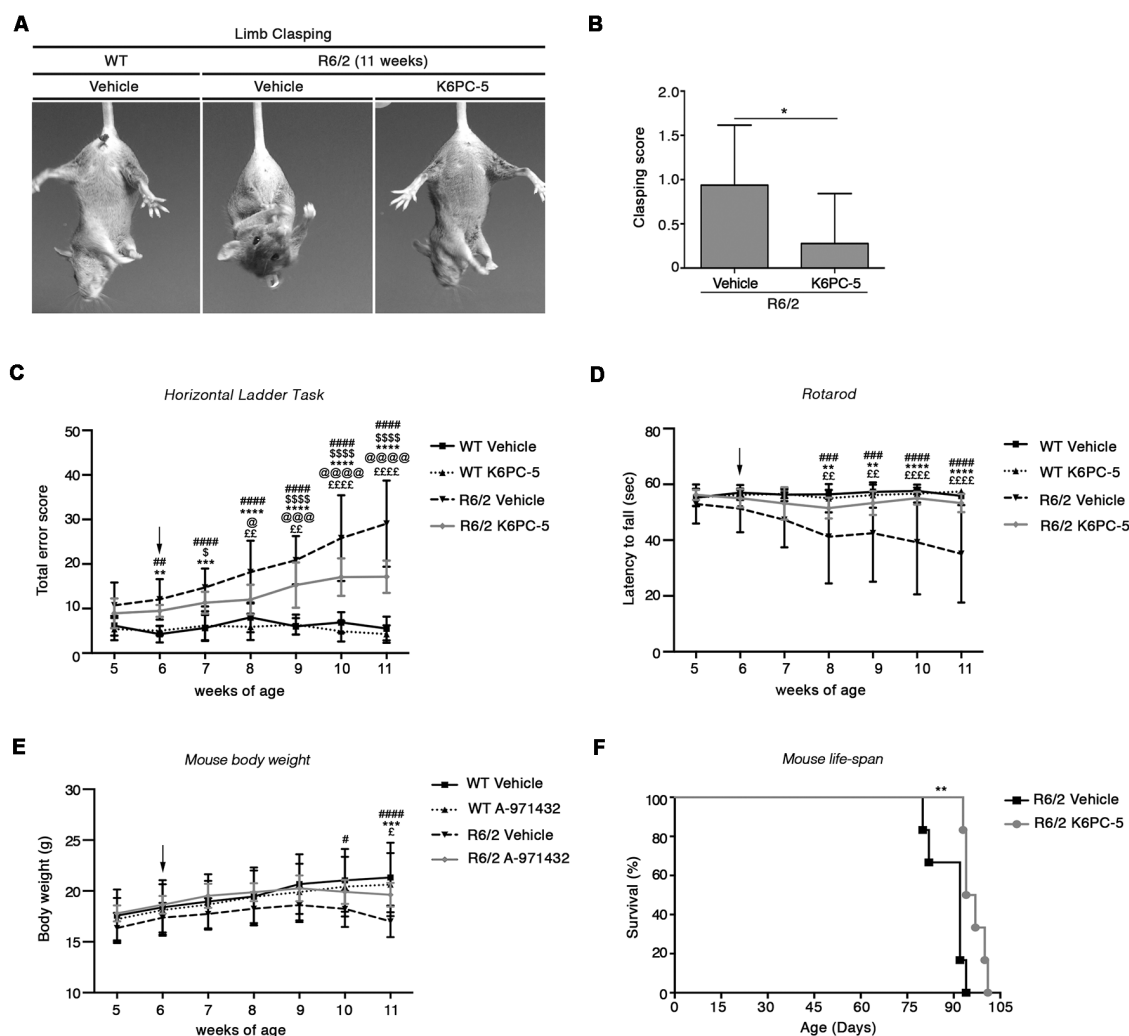 A
Limb Clasping
WT
R6/2 (11 weeks)
Vehicle
Vehicle
K6PC-5
B
Clasping score
2.0
1.5
1.0
0.5
0
*
Vehicle
K6PC-5
R6/2
C
Horizontal Ladder Task
Total error score
50
40
30
20
10
0
##
**
####
$
***
####
****
@
££
####
$$$$
****
@@@
££
####
$$$$
****
@@@@
££££
####
$$$$
****
@@@@
££££
5 6 7 8 9 10 11
weeks of age
WT Vehicle
WT K6PC-5
R6/2 Vehicle
R6/2 K6PC-5
D
Rotarod
Latency to fall (sec)
80
60
40
20
0
###
**
££
###
**
££
####
****
££££
####
****
££££
5 6 7 8 9 10 11
weeks of age
WT Vehicle
WT K6PC-5
R6/2 Vehicle
R6/2 K6PC-5
E
Mouse body weight
Body weight (g)
30
25
20
15
10
#
####
***
£
5 6 7 8 9 10 11
weeks of age
WT Vehicle
WT A-971432
R6/2 Vehicle
R6/2 A-971432
F
Mouse life-span
Survival (%)
100
80
60
40
20
0
**
0 15 30 45 60 75 90 105
Age (Days)
R6/2 Vehicle
R6/2 K6PC-5